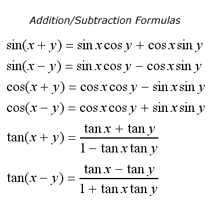 Addition/Subtraction Formulas
sin(x + y) = sin x cos y + cos x sin y
sin(x − y) = sin x cos y − cos x sin y
cos(x + y) = cos x cos y − sin x sin y
cos(x − y) = cos x cos y + sin x sin y
tan(x + y) = (tan x + tan y) / (1 − tan x tan y)
tan(x − y) = (tan x − tan y) / (1 + tan x tan y)